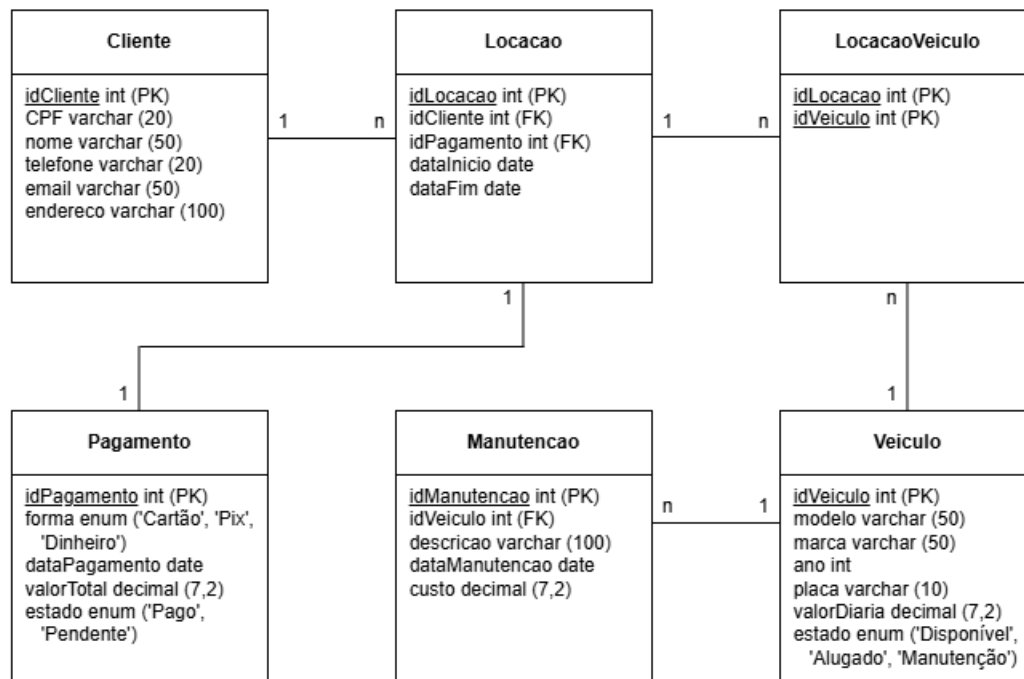 Cliente
idCliente int (PK)
CPF varchar (20)
nome varchar (50)
telefone varchar (20)
email varchar (50)
endereco varchar (100)
1
n
Locacao
idLocacao int (PK)
idCliente int (FK)
idPagamento int (FK)
dataInicio date
dataFim date
1
n
LocacaoVeiculo
idLocacao int (PK)
idVeiculo int (PK)
1
1
n
1
Pagamento
idPagamento int (PK)
forma enum ('Cartão', 'Pix',
'Dinheiro')
dataPagamento date
valorTotal decimal (7,2)
estado enum ('Pago',
'Pendente')
Manutencao
idManutencao int (PK)
idVeiculo int (FK)
descricao varchar (100)
dataManutencao date
custo decimal (7,2)
n
1
Veiculo
idVeiculo int (PK)
modelo varchar (50)
marca varchar (50)
ano int
placa varchar (10)
valorDiaria decimal (7,2)
estado enum ('Disponível',
'Alugado', 'Manutenção')